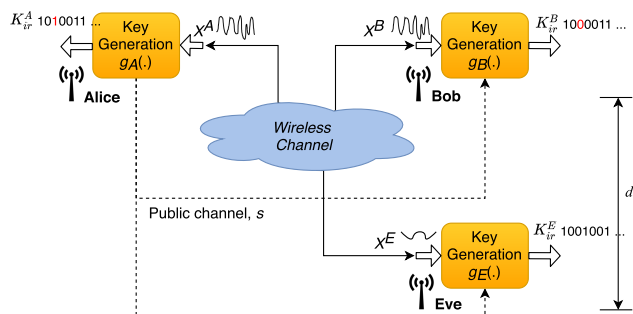 K_ir^A 1010011 ...
Key
Generation
g_A(.)
Alice
X^A
X^B
Key
Generation
g_B(.)
Bob
K_ir^B 1000011 ...
Wireless
Channel
d
Public channel, s
X^E
Key
Generation
g_E(.)
Eve
K_ir^E 1001001 ...